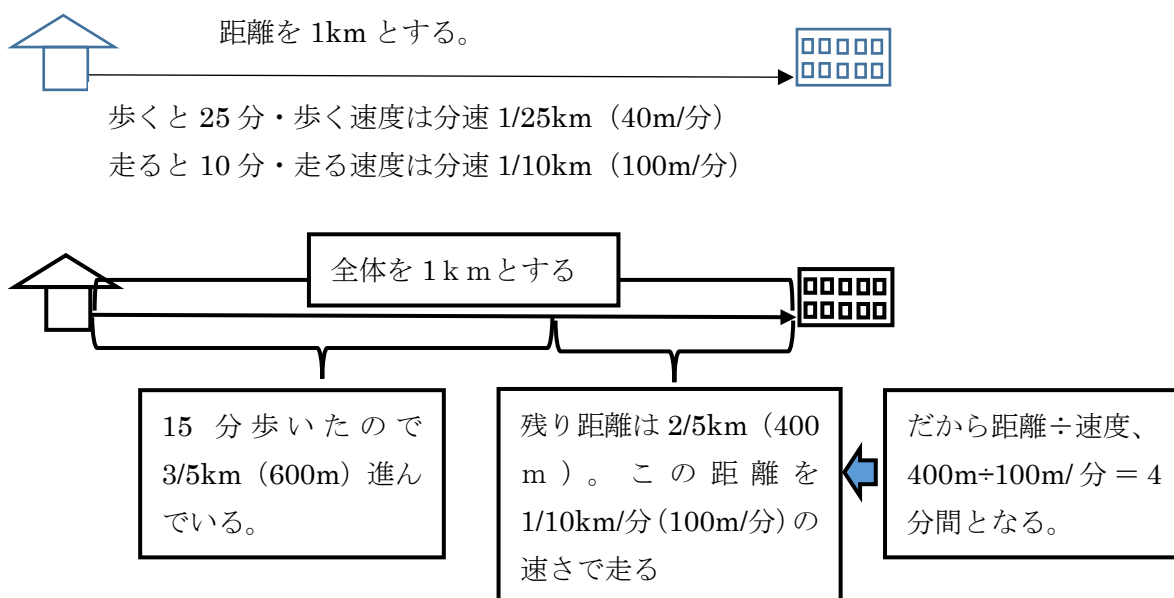 距離を 1km とする。
歩くと 25 分・歩く速度は分速 1/25km（40m/分）
走ると 10 分・走る速度は分速 1/10km（100m/分）
全体を１ｋｍとする
15 分歩いたので
3/5km（600m）進ん
でいる。
残り距離は 2/5km（400
m）。この距離を
1/10km/分（100m/分）の
速さで走る
だから距離÷速度、
400m÷100m/分＝4
分間となる。